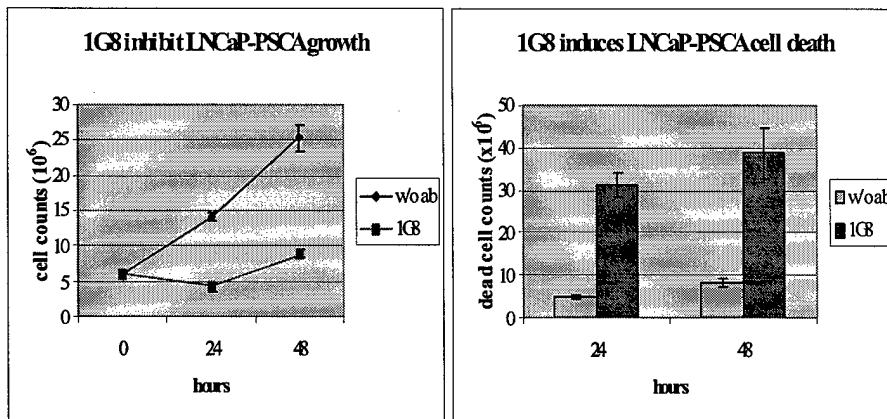 1G8 inhibit LNCaP-PSCA growth
cell counts (10⁶)
30
25
20
15
10
5
0
0 24 48
hours
w/o ab
1G8
1G8 induces LNCaP-PSCA cell death
dead cell counts (x10⁶)
50
40
30
20
10
0
24 48
hours
w/o ab
1G8